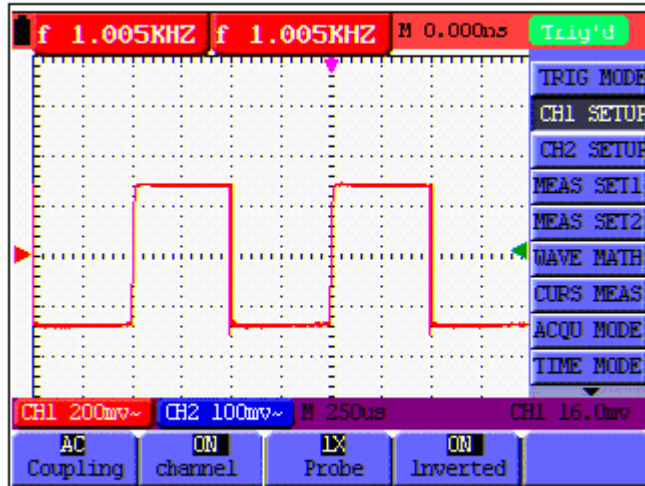 f 1.005KHZ f 1.005KHZ M 0.000ns Trig'd
TRIG MODE
CH1 SETUP
CH2 SETUP
MEAS SET1
MEAS SET2
WAVE MATH
CURS MEAS
ACQU MODE
TIME MODE
CH1 200mv~ CH2 100mv~ M 250us CH1 16.0mv
AC ON 1X ON
Coupling channel Probe lnverted